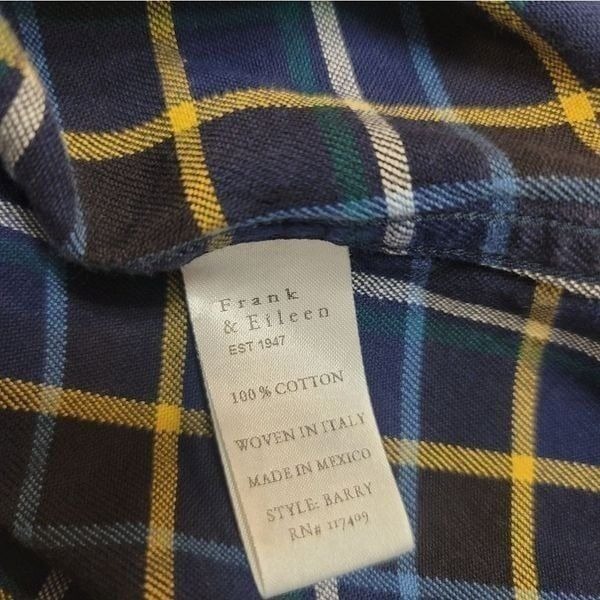 Frank
& Eileen
EST 1947
100 % COTTON
WOVEN IN ITALY
MADE IN MEXICO
STYLE: BARRY
RN# 117409